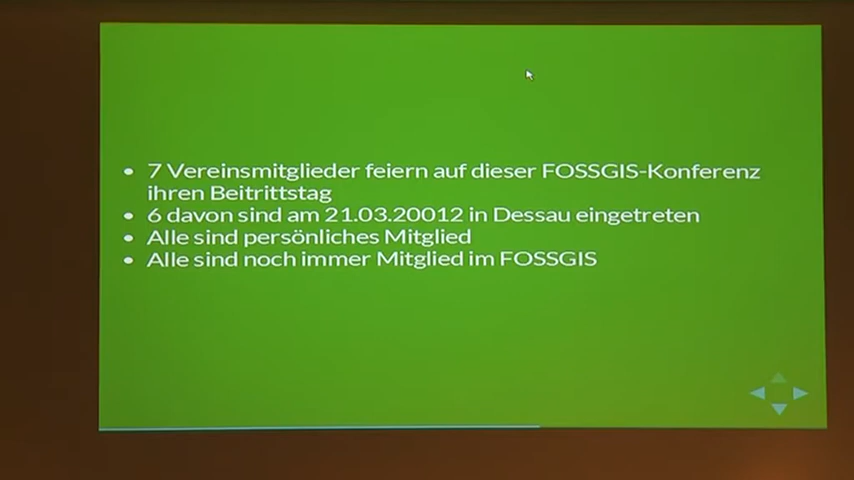 • 7 Vereinsmitglieder feiern auf dieser FOSSGIS-Konferenz
ihren Beitrittstag
• 6 davon sind am 21.03.20012 in Dessau eingetreten
• Alle sind persönliches Mitglied
• Alle sind noch immer Mitglied im FOSSGIS